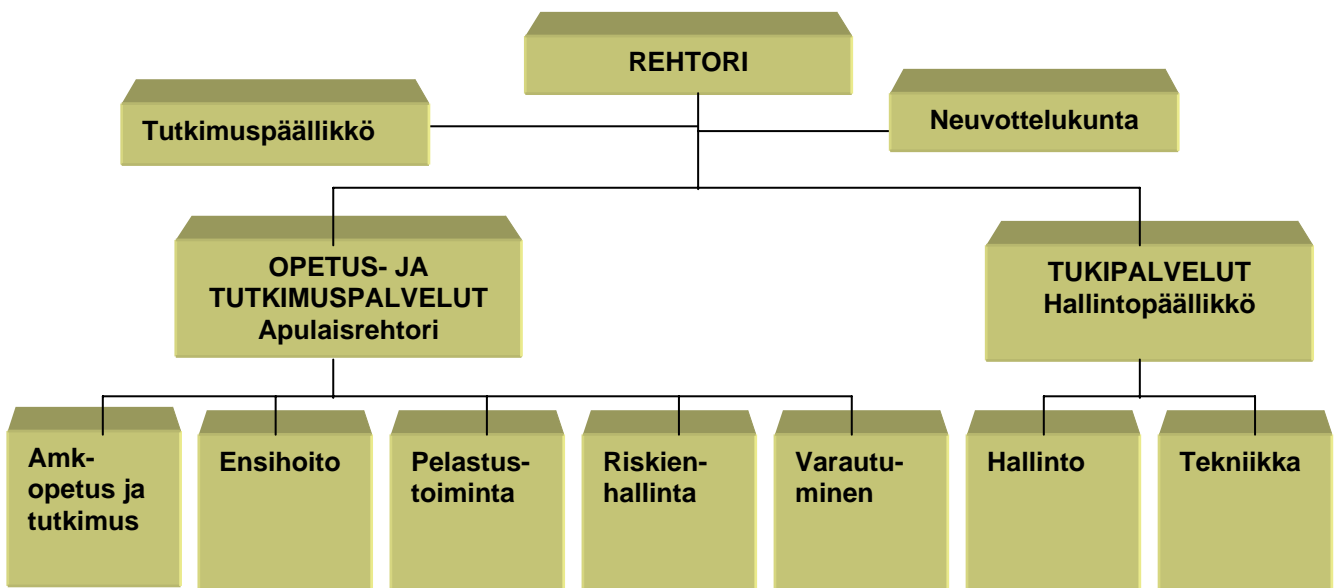 REHTORI
Tutkimuspäällikkö
Neuvottelukunta
OPETUS- JA
TUTKIMUSPALVELUT
Apulaisrehtori
TUKIPALVELUT
Hallintopäällikkö
Amk-
opetus ja
tutkimus
Ensihoito
Pelastus-
toiminta
Riskien-
hallinta
Varautu-
minen
Hallinto
Tekniikka